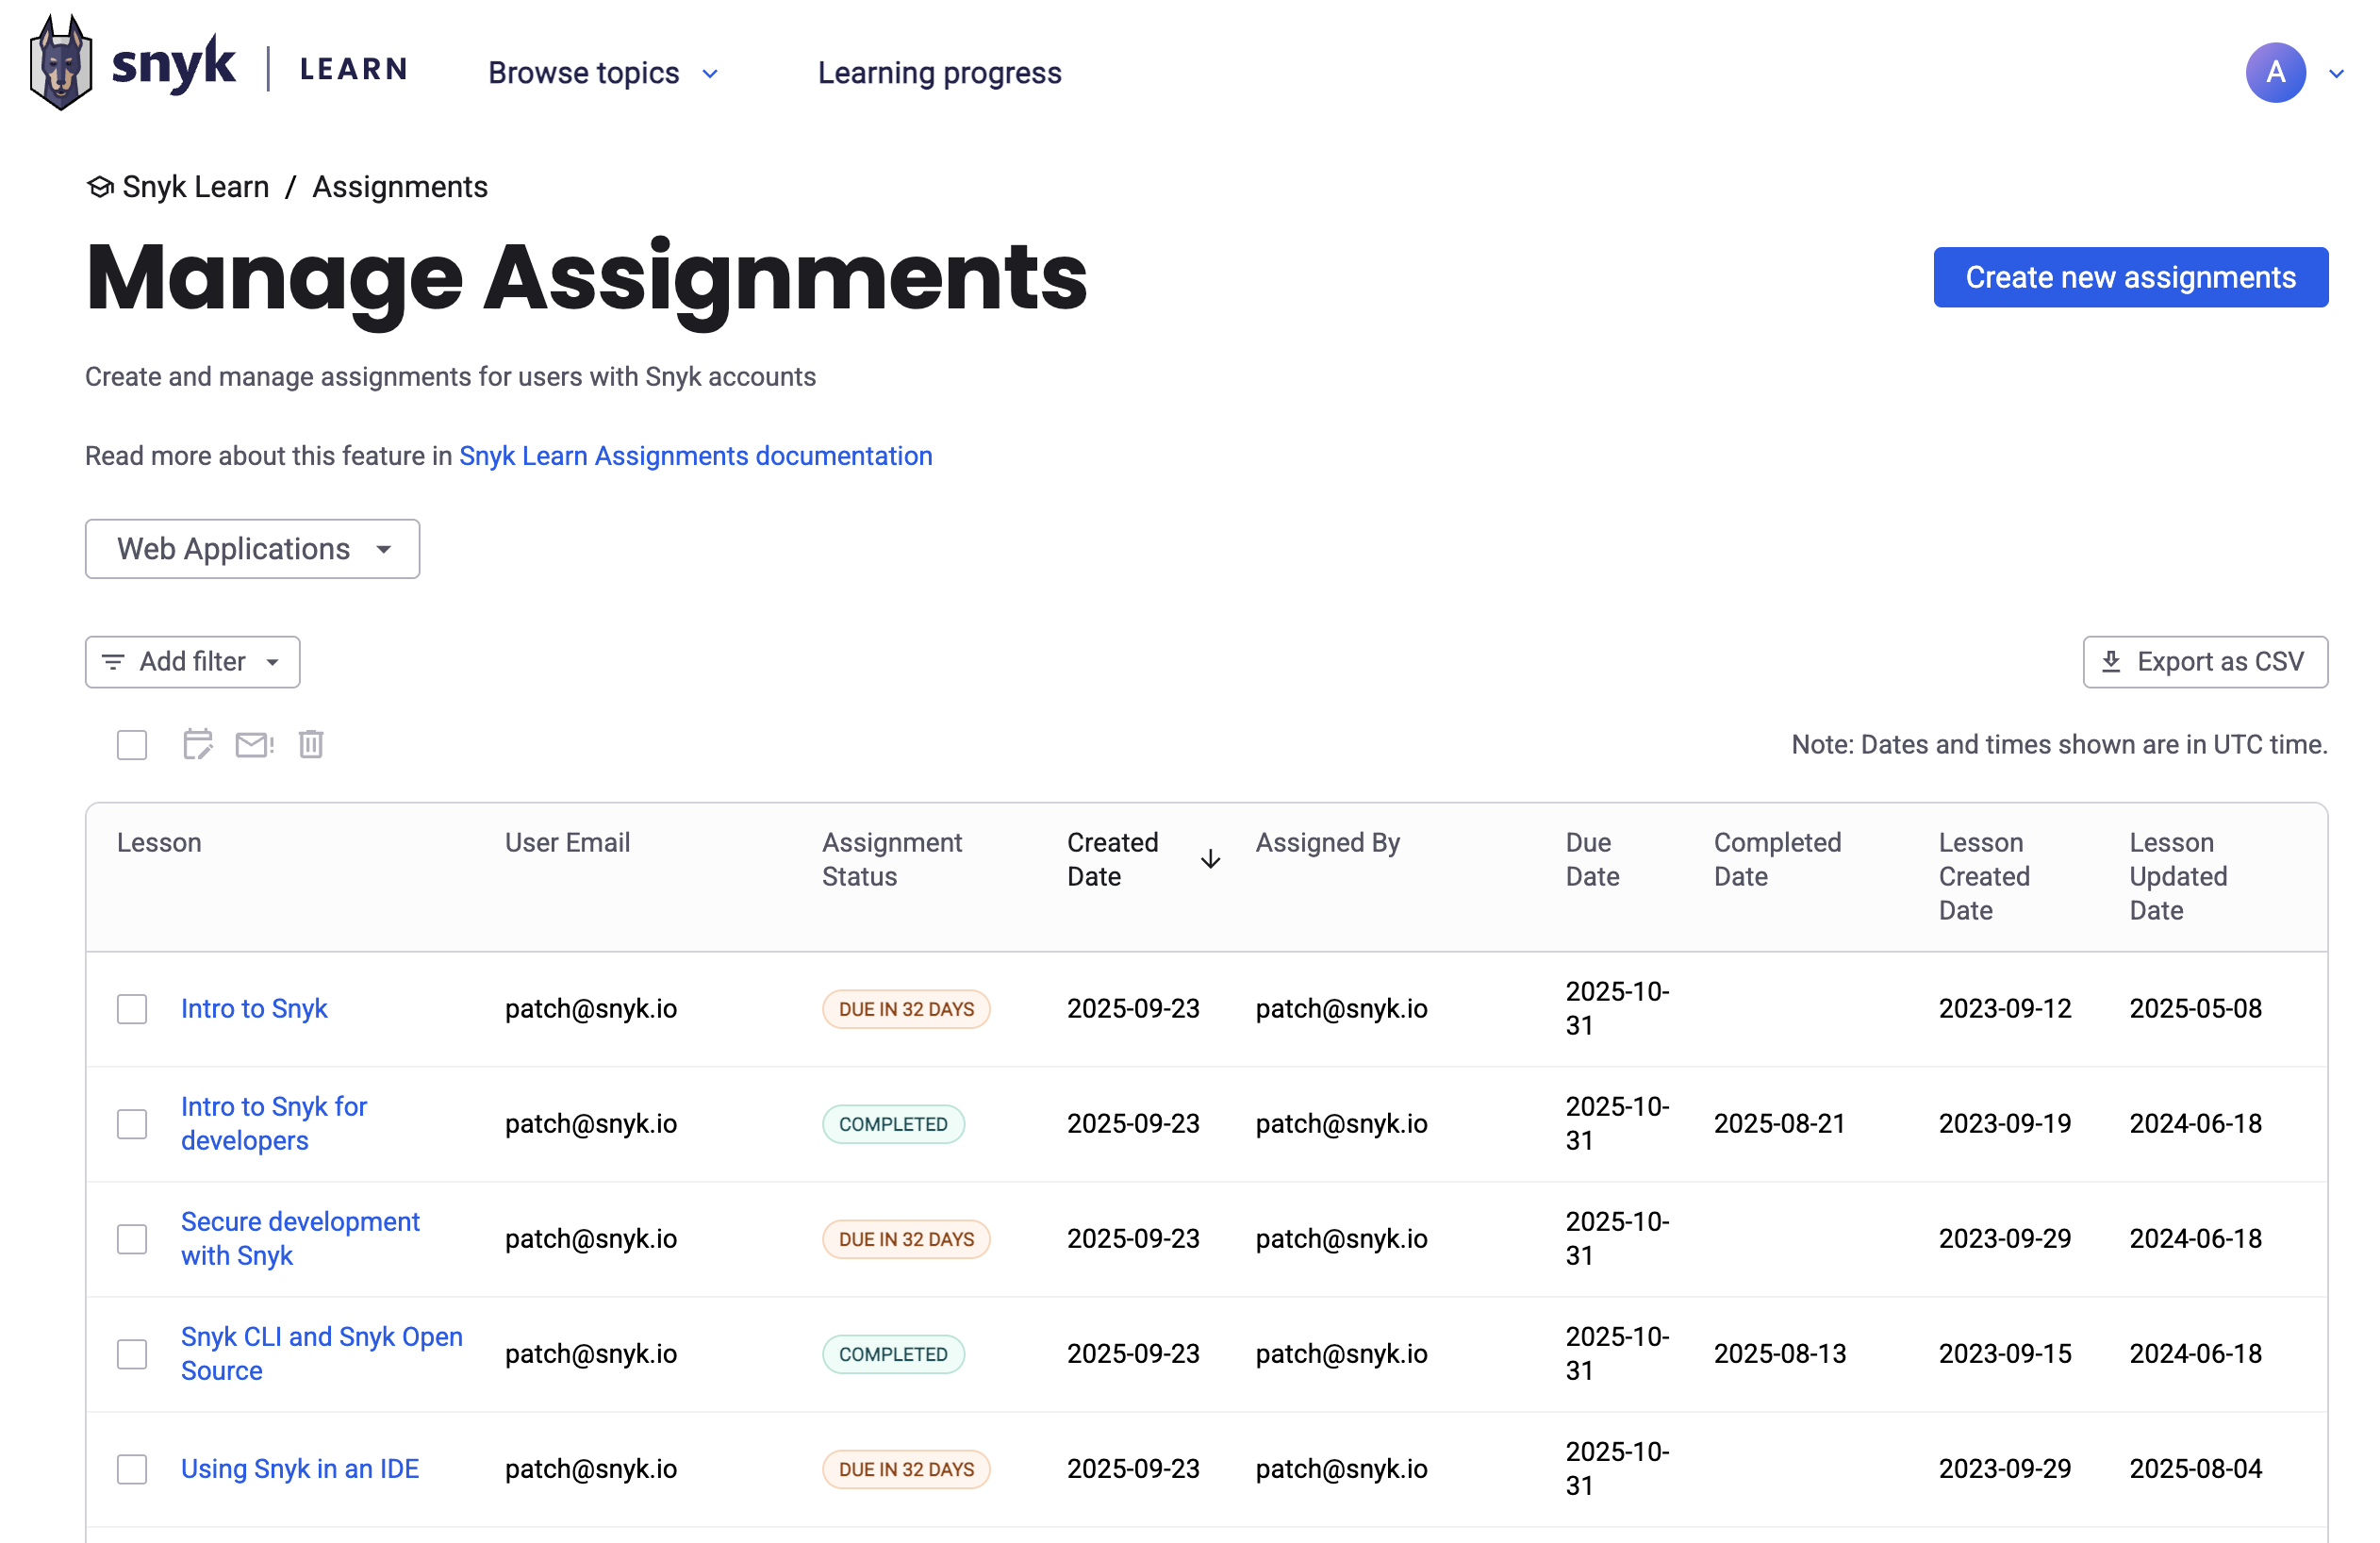 snyk | LEARN Browse topics Learning progress A
Snyk Learn / Assignments
Manage Assignments
Create new assignments
Create and manage assignments for users with Snyk accounts
Read more about this feature in Snyk Learn Assignments documentation
Web Applications
Add filter
Export as CSV
Note: Dates and times shown are in UTC time.
Lesson
User Email
Assignment
Status
Created
Date
Assigned By
Due
Date
Completed
Date
Lesson
Created
Date
Lesson
Updated
Date
Intro to Snyk
patch@snyk.io
DUE IN 32 DAYS
2025-09-23
patch@snyk.io
2025-10-
31
2023-09-12
2025-05-08
Intro to Snyk for
developers
patch@snyk.io
COMPLETED
2025-09-23
patch@snyk.io
2025-10-
31
2025-08-21
2023-09-19
2024-06-18
Secure development
with Snyk
patch@snyk.io
DUE IN 32 DAYS
2025-09-23
patch@snyk.io
2025-10-
31
2023-09-29
2024-06-18
Snyk CLI and Snyk Open
Source
patch@snyk.io
COMPLETED
2025-09-23
patch@snyk.io
2025-10-
31
2025-08-13
2023-09-15
2024-06-18
Using Snyk in an IDE
patch@snyk.io
DUE IN 32 DAYS
2025-09-23
patch@snyk.io
2025-10-
31
2023-09-29
2025-08-04